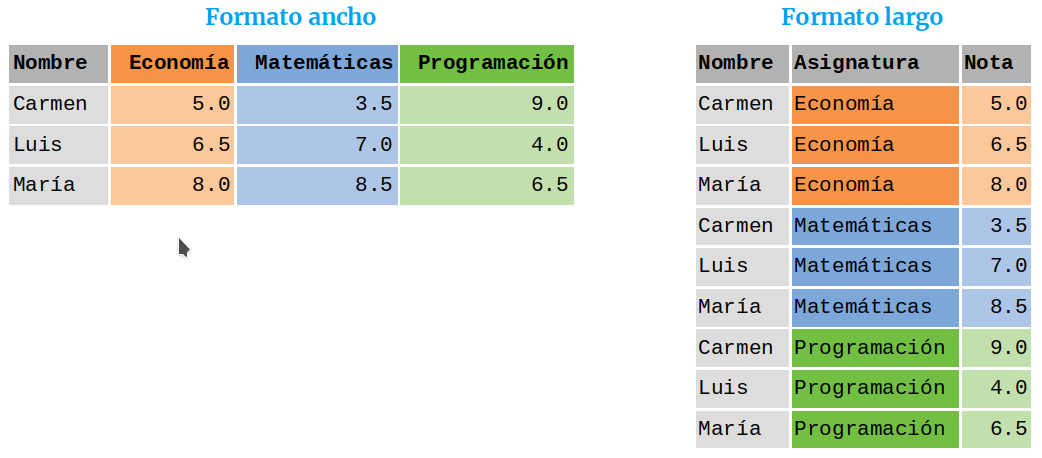 Formato ancho
Nombre Economía Matemáticas Programación
Carmen 5.0 3.5 9.0
Luis 6.5 7.0 4.0
María 8.0 8.5 6.5
Formato largo
Nombre Asignatura Nota
Carmen Economía 5.0
Luis Economía 6.5
María Economía 8.0
Carmen Matemáticas 3.5
Luis Matemáticas 7.0
María Matemáticas 8.5
Carmen Programación 9.0
Luis Programación 4.0
María Programación 6.5